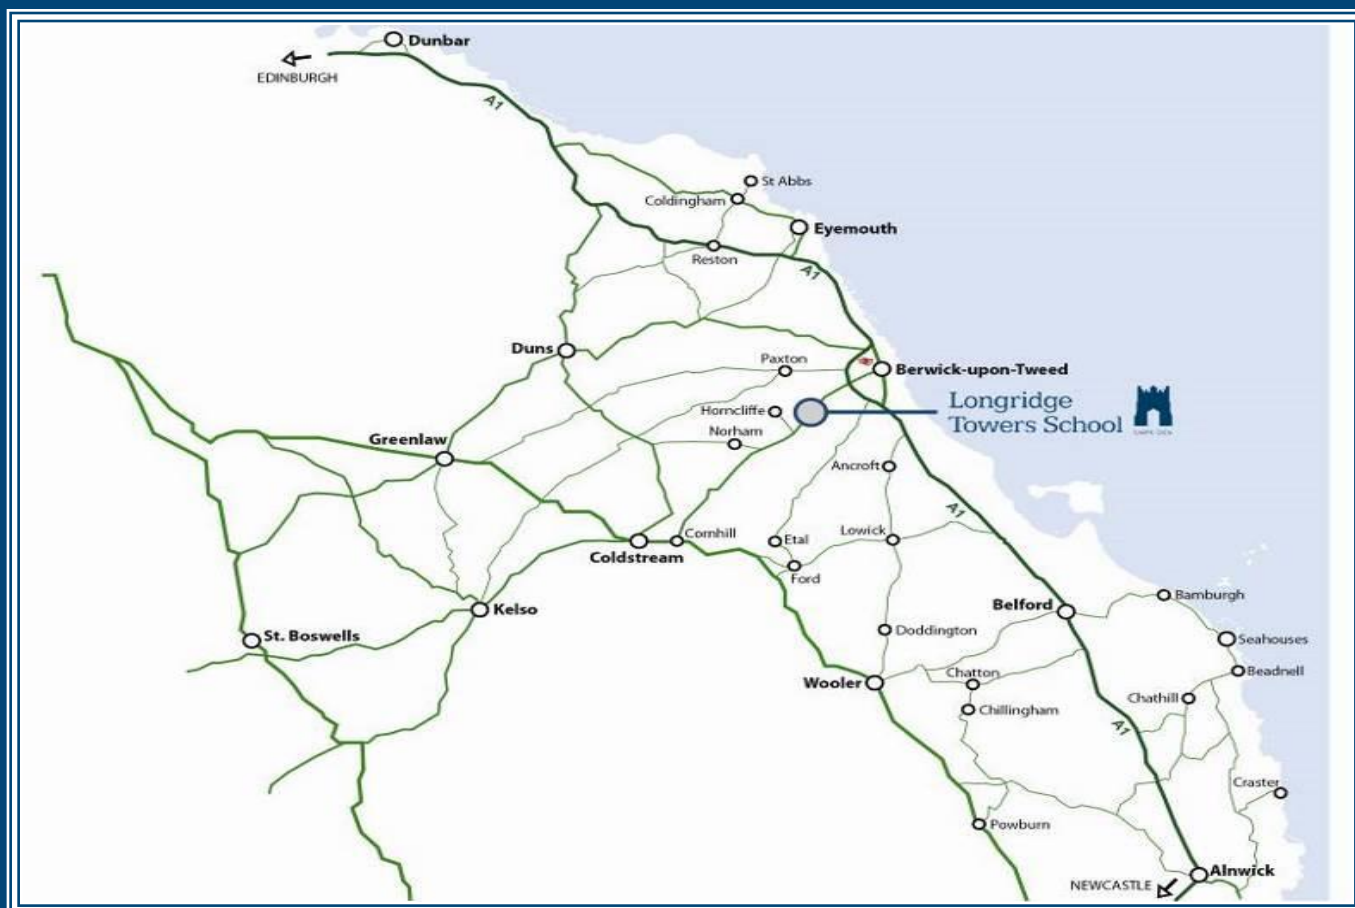 Dunbar
EDINBURGH
A1
St Abbs
Coldingham
Eyemouth
Reston
A1
Duns
Paxton
Berwick-upon-Tweed
Longridge
Towers School
Horncliffe
Norham
Greenlaw
Ancroft
A1
Cornhill
Etal
Lowick
Coldstream
Ford
Kelso
Belford
Bamburgh
St. Boswells
Doddington
Seahouses
Wooler
Chatton
Beadnell
Chillingham
Chathill
A1
Craster
Powburn
Alnwick
NEWCASTLE